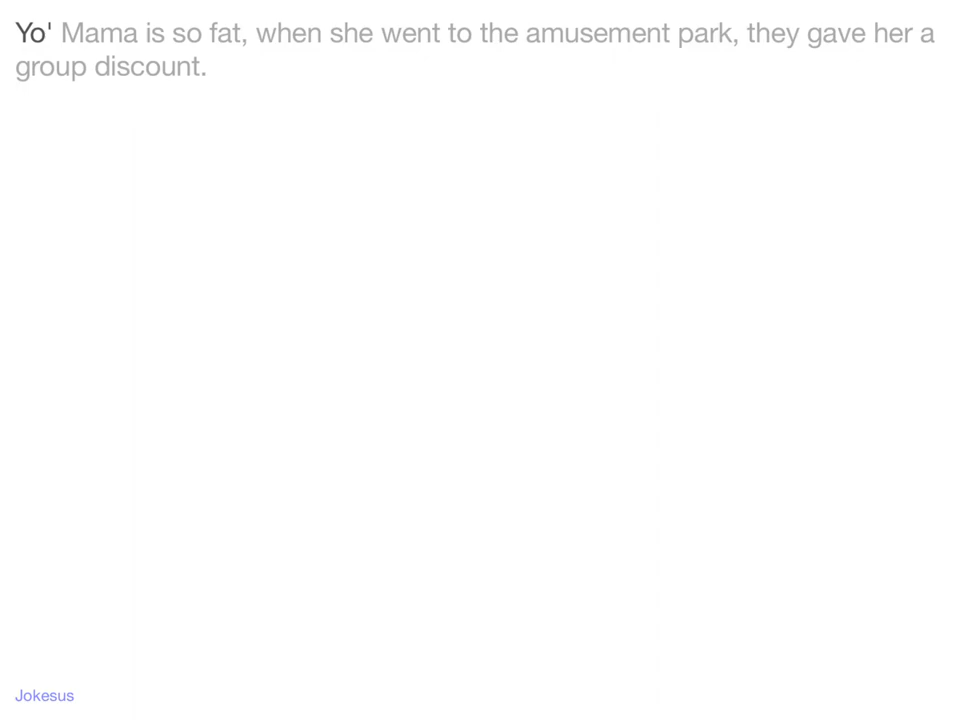 Yo' Mama is so fat, when she went to the amusement park, they gave her a
group discount.
Jokesus